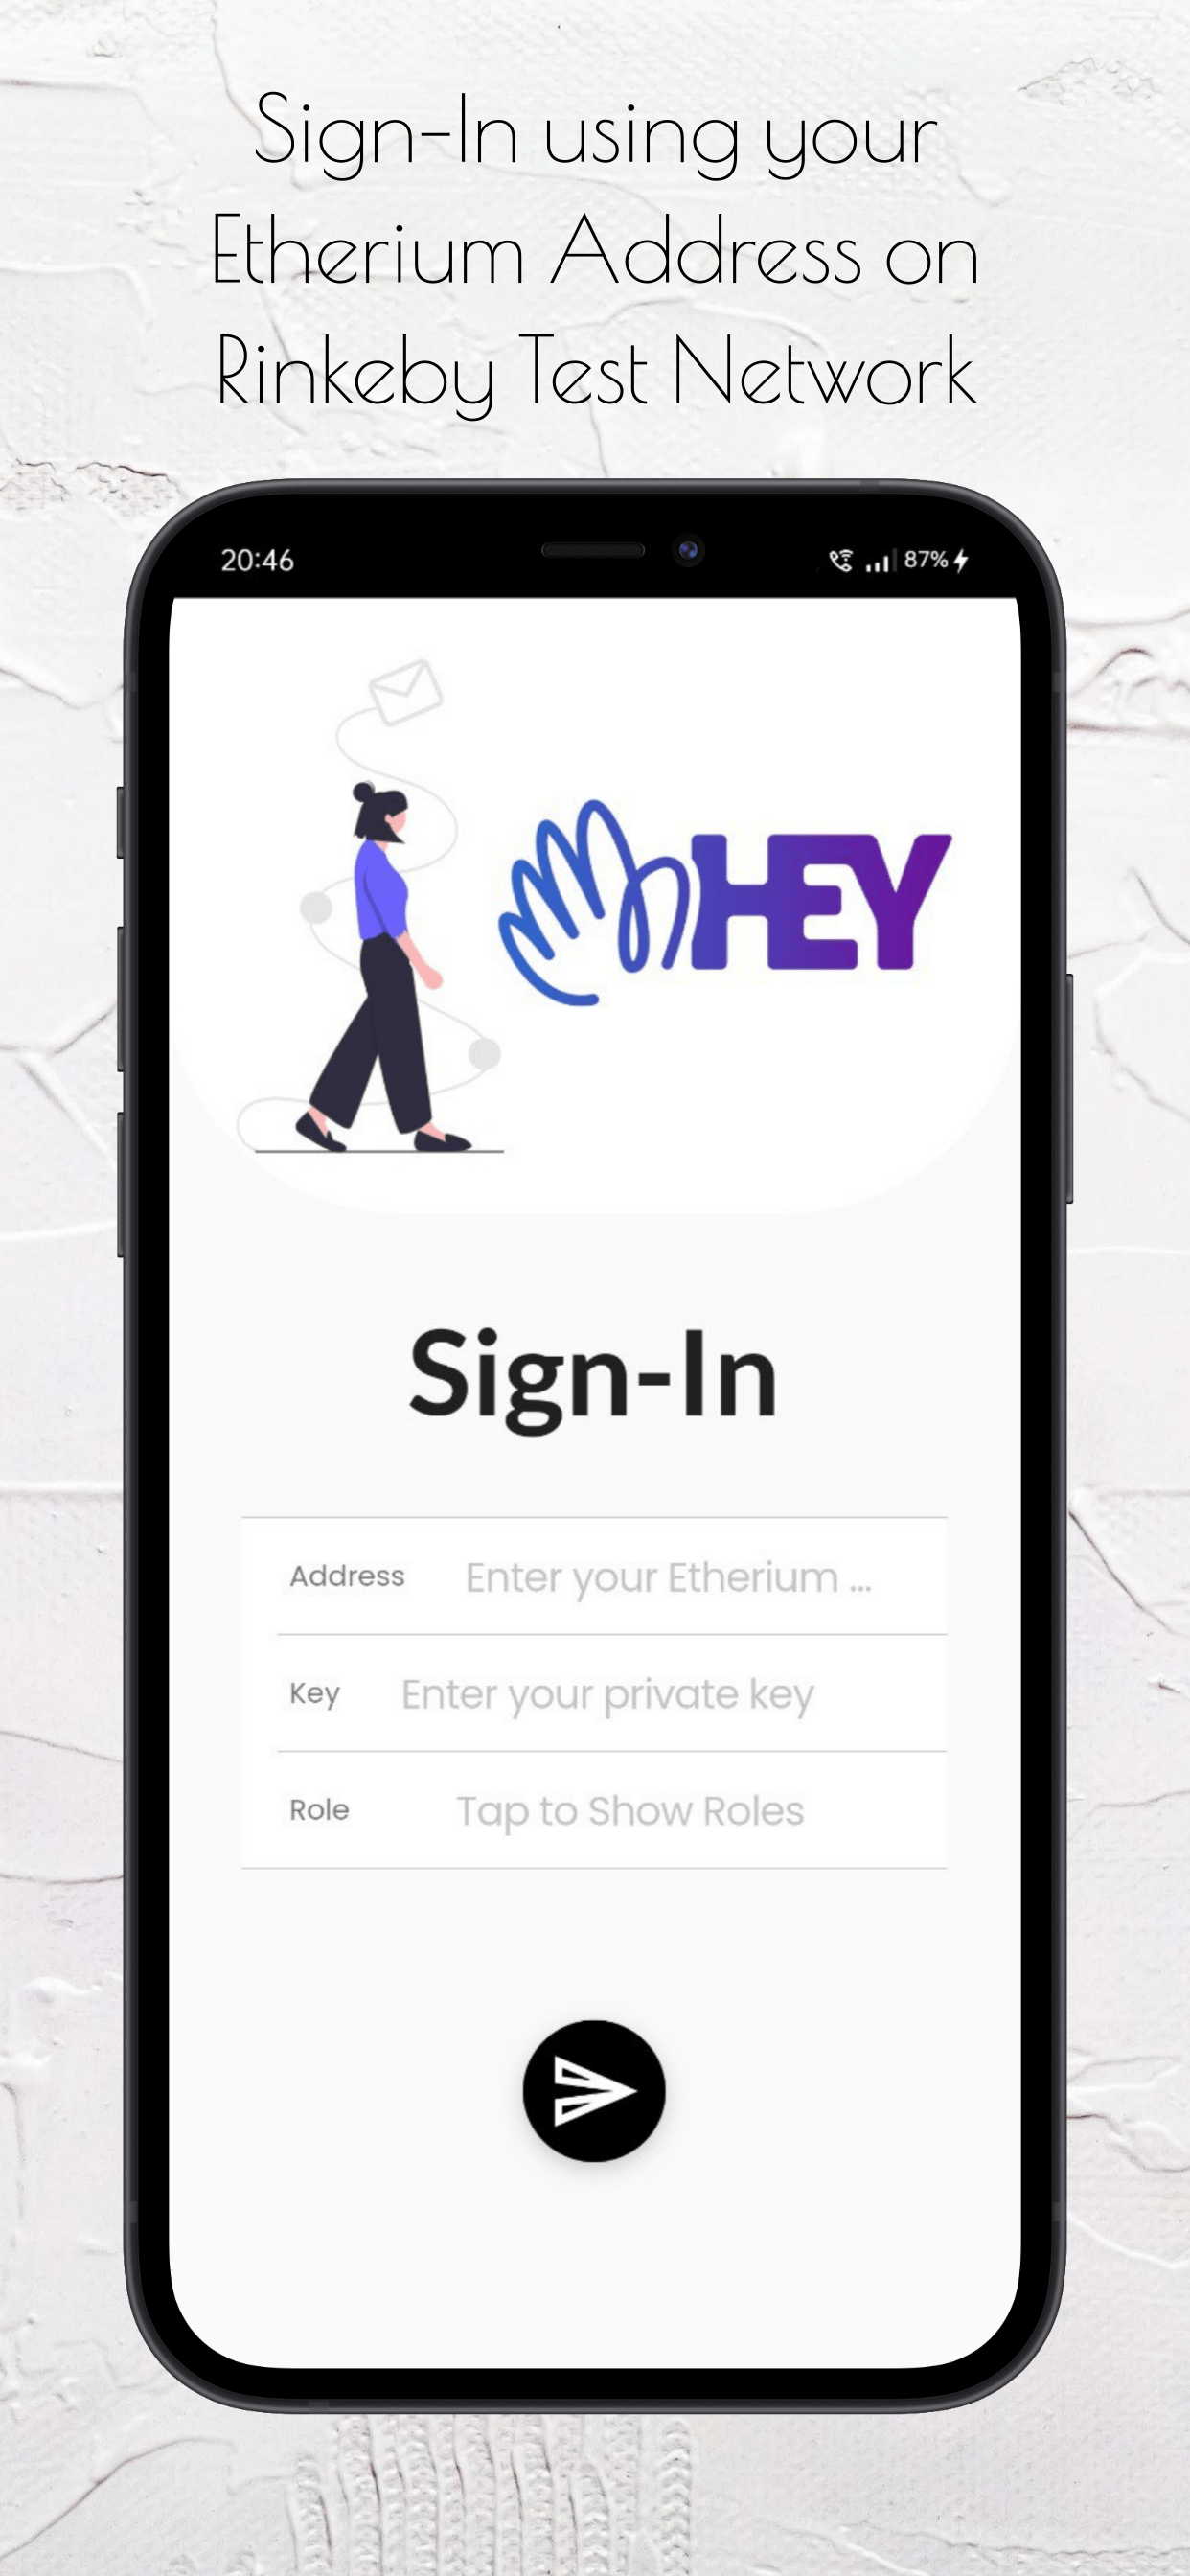 Sign-In using your
Etherium Address on
Rinkeby Test Network
20:46
87%
HEY
Sign-In
Address Enter your Etherium ...
Key Enter your private key
Role Tap to Show Roles